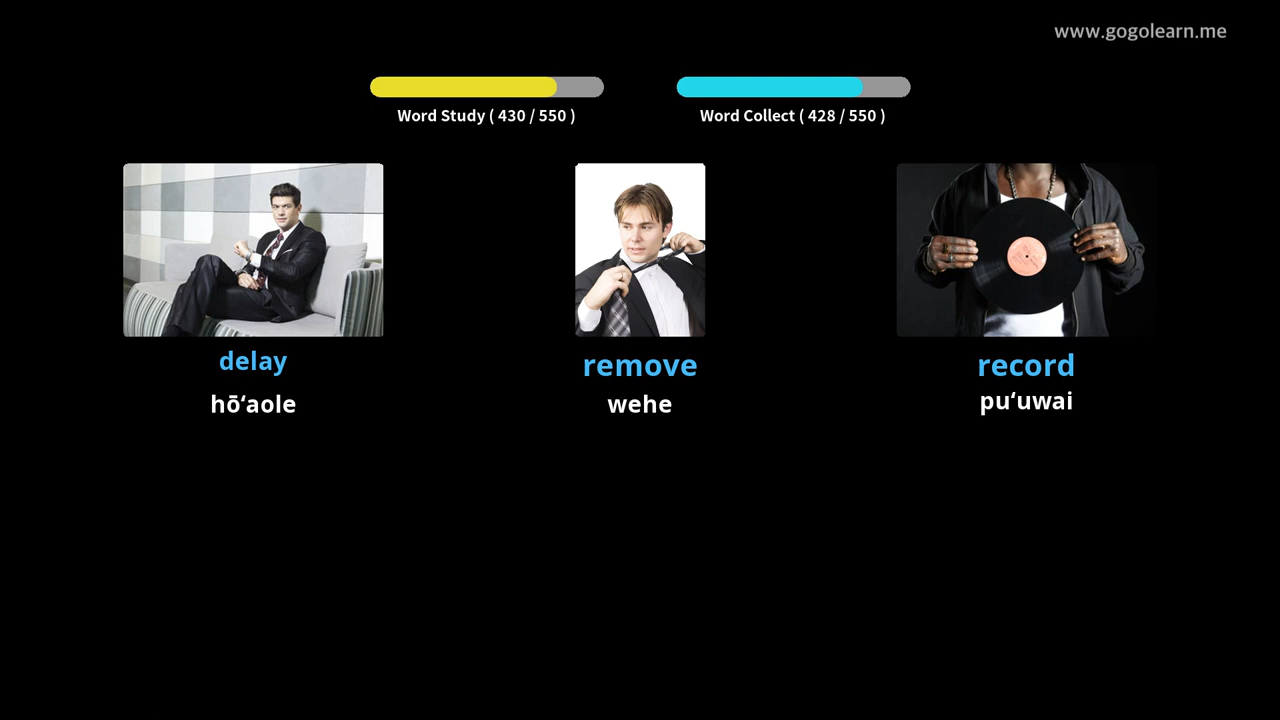 www.gogolearn.me
Word Study ( 430 / 550 )
Word Collect ( 428 / 550 )
delay
remove
record
hōʻaole
wehe
puʻuwai